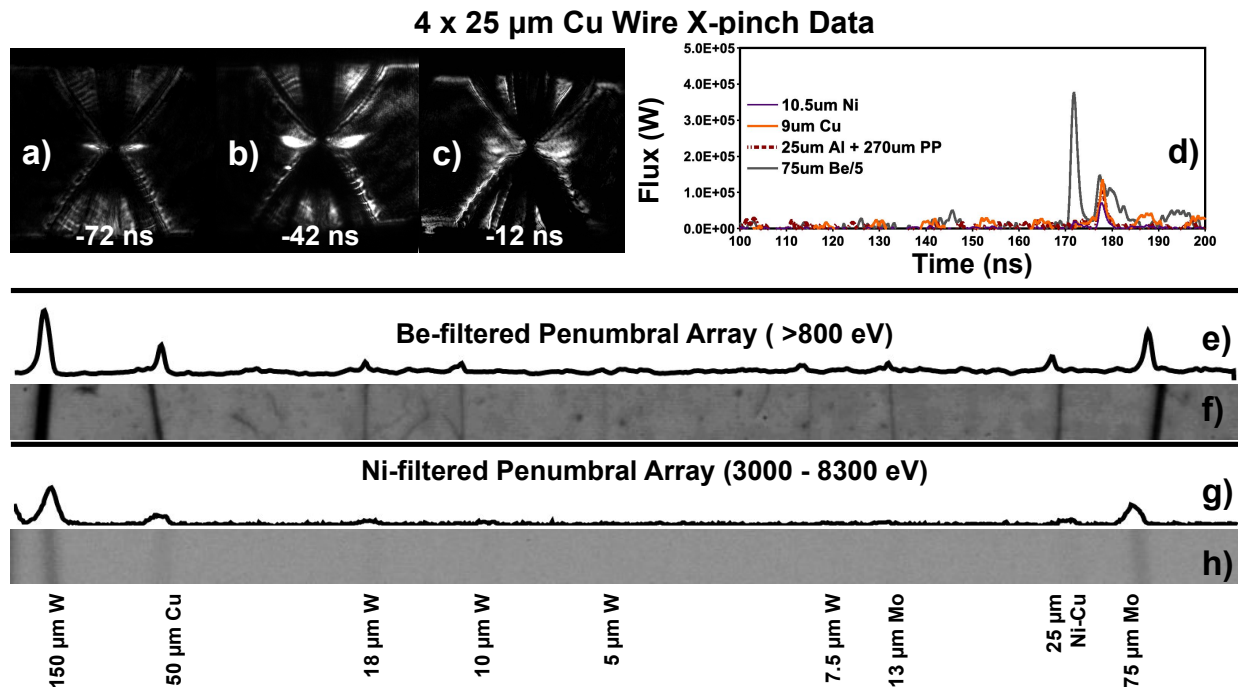 4 x 25 µm Cu Wire X-pinch Data
a)
-72 ns
b)
-42 ns
c)
-12 ns
Flux (W)
5.0E+05
4.0E+05
3.0E+05
2.0E+05
1.0E+05
0.0E+00
10.5um Ni
9um Cu
25um Al + 270um PP
75um Be/5
d)
100 110 120 130 140 150 160 170 180 190 200
Time (ns)
Be-filtered Penumbral Array ( >800 eV)
e)
f)
Ni-filtered Penumbral Array (3000 - 8300 eV)
g)
h)
150 µm W
50 µm Cu
18 µm W
10 µm W
5 µm W
7.5 µm W
13 µm Mo
25 µm
Ni-Cu
75 µm Mo